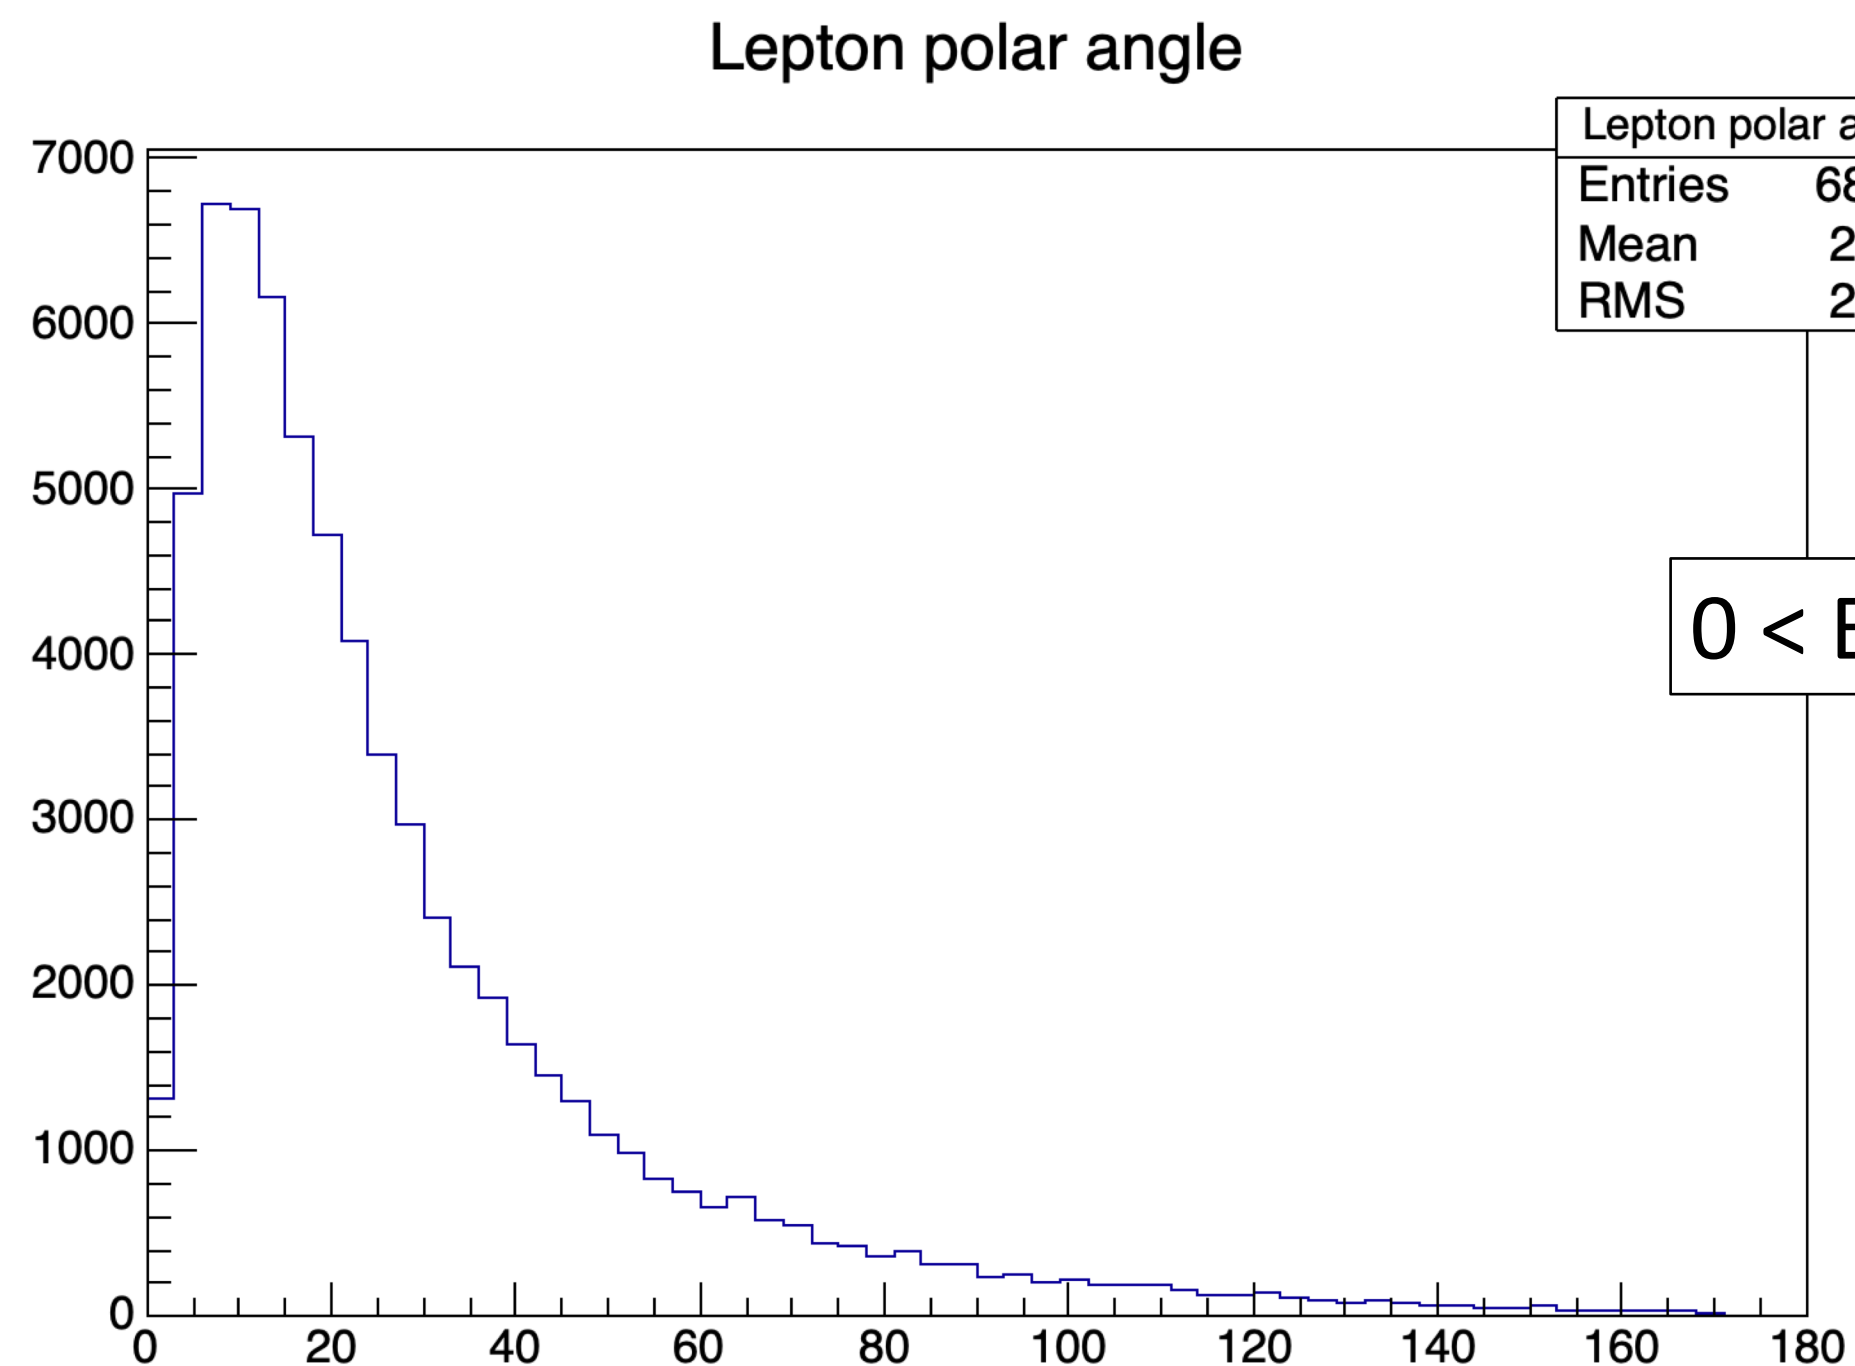 Lepton polar angle
Lepton polar a
Entries 68
Mean 2
RMS 2
0 < E
7000
6000
5000
4000
3000
2000
1000
0
0 20 40 60 80 100 120 140 160 180